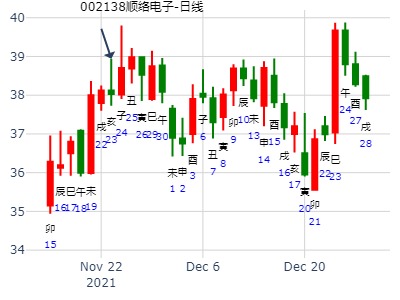 002138顺络电子-日线
40
39
38
37
36
35
34
卯
15
辰
16
巳
17
午
18
未
19
戌
22
亥
23
子
24
丑
25
寅
26
巳
29
午
30
未
1
申
2
酉
3
子
6
丑
7
寅
8
卯
9
辰
10
未
13
申
14
酉
15
戌
16
亥
17
寅
20
卯
21
辰
22
巳
23
午
24
酉
27
戌
28
Nov 22
2021
Dec 6
Dec 20